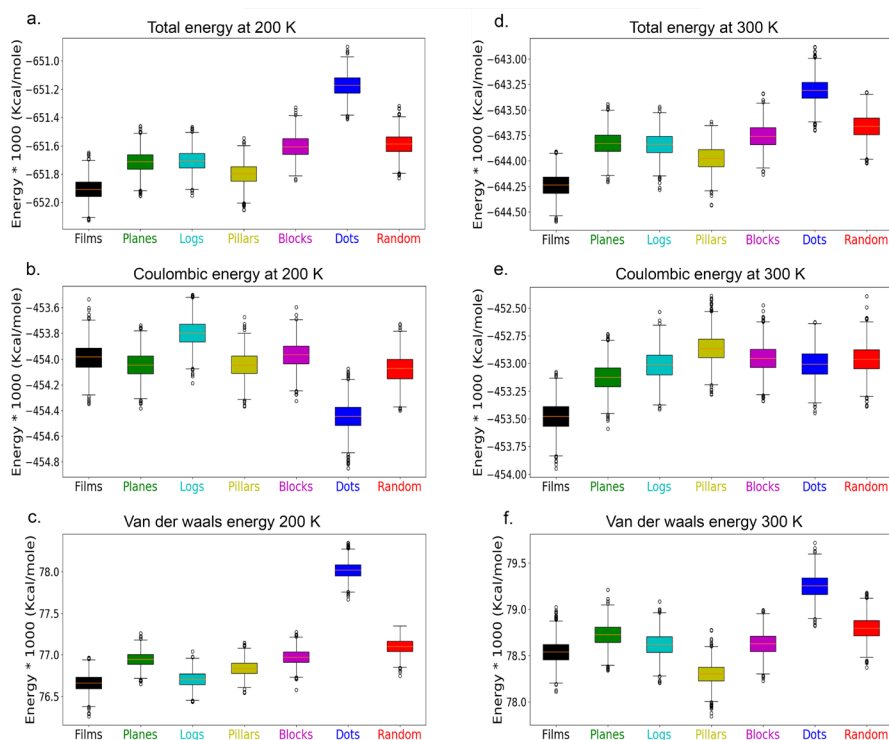 a.
Total energy at 200 K
Energy * 1000 (Kcal/mole)
−651.0
−651.2
−651.4
−651.6
−651.8
−652.0
Films Planes Logs Pillars Blocks Dots Random
d.
Total energy at 300 K
Energy * 1000 (Kcal/mole)
−643.00
−643.25
−643.50
−643.75
−644.00
−644.25
−644.50
Films Planes Logs Pillars Blocks Dots Random
b.
Coulombic energy at 200 K
Energy * 1000 (Kcal/mole)
−453.6
−453.8
−454.0
−454.2
−454.4
−454.6
−454.8
Films Planes Logs Pillars Blocks Dots Random
e.
Coulombic energy at 300 K
Energy * 1000 (Kcal/mole)
−452.50
−452.75
−453.00
−453.25
−453.50
−453.75
−454.00
Films Planes Logs Pillars Blocks Dots Random
c.
Van der waals energy 200 K
Energy * 1000 (Kcal/mole)
78.0
77.5
77.0
76.5
Films Planes Logs Pillars Blocks Dots Random
f.
Van der waals energy 300 K
Energy * 1000 (Kcal/mole)
79.5
79.0
78.5
78.0
Films Planes Logs Pillars Blocks Dots Random